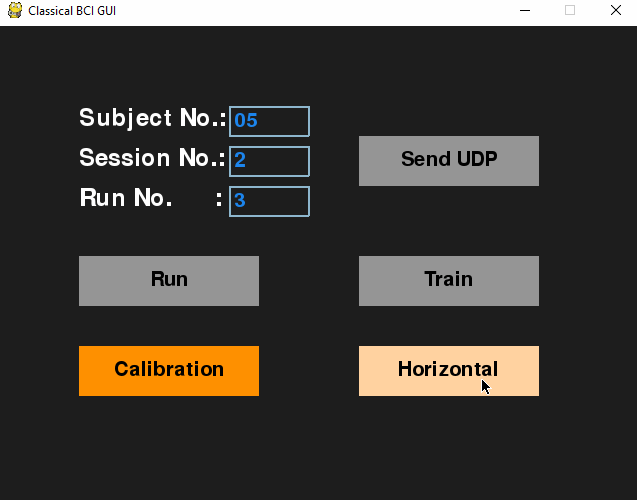 Classical BCI GUI
Subject No.: 05
Session No.: 2
Run No. : 3
Send UDP
Run
Train
Calibration
Horizontal